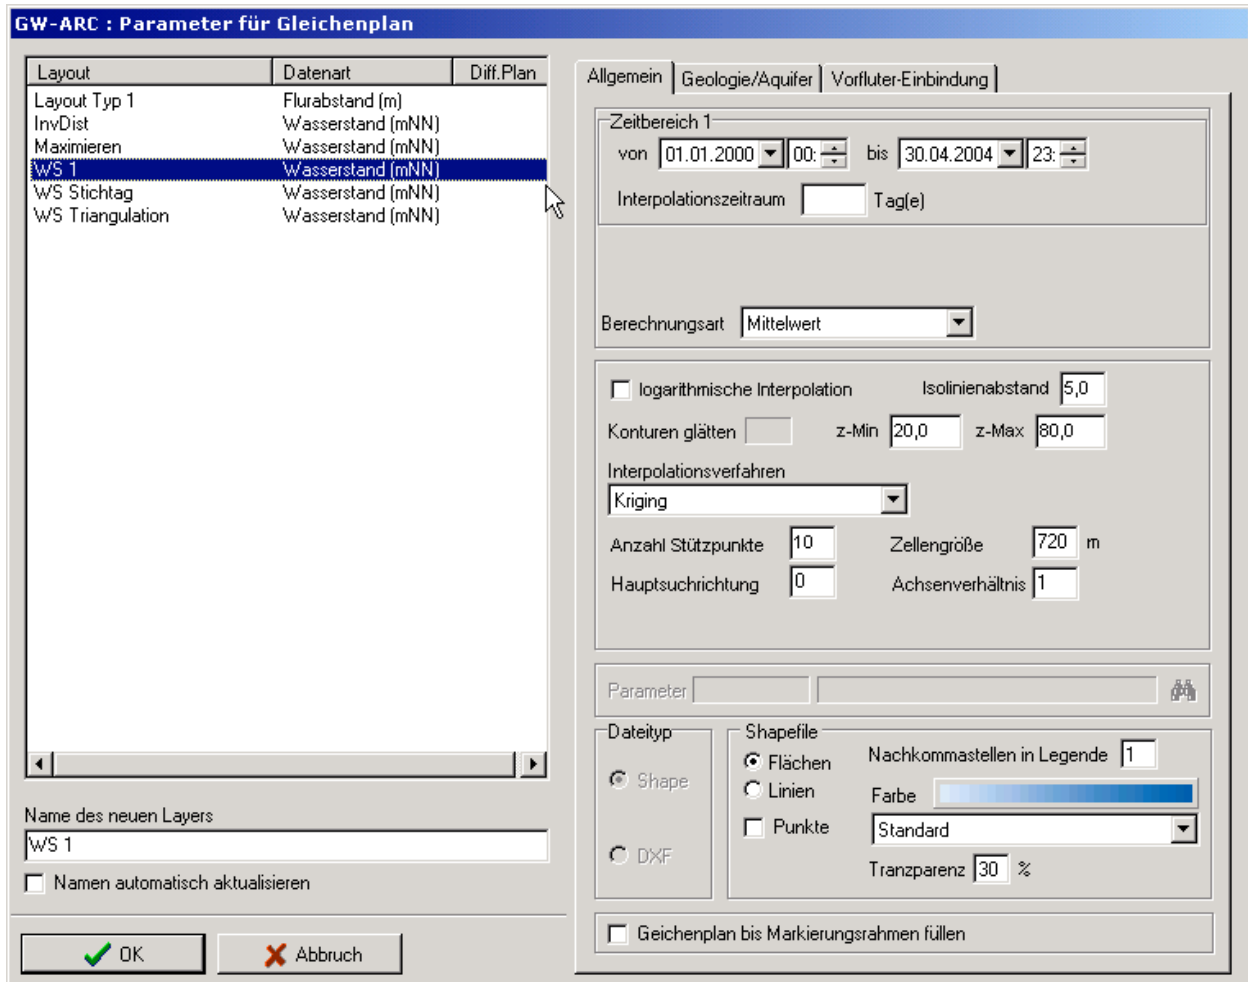 GW-ARC : Parameter für Gleichenplan
Layout Datenart Diff.Plan
Layout Typ 1 Flurabstand (m)
InvDist Wasserstand (mNN)
Maximieren Wasserstand (mNN)
WS 1 Wasserstand (mNN)
WS Stichtag Wasserstand (mNN)
WS Triangulation Wasserstand (mNN)
Name des neuen Layers
WS 1
Namen automatisch aktualisieren
OK Abbruch
Allgemein Geologie/Aquifer Vorfluter-Einbindung
Zeitbereich 1
von 01.01.2000 00: bis 30.04.2004 23:
Interpolationszeitraum Tag(e)
Berechnungsart Mittelwert
logarithmische Interpolation Isolinienabstand 5,0
Konturen glätten z-Min 20,0 z-Max 80,0
Interpolationsverfahren
Kriging
Anzahl Stützpunkte 10 Zellengröße 720 m
Hauptsuchrichtung 0 Achsenverhältnis 1
Parameter
Dateityp
Shape
DXF
Shapefile
Flächen
Linien
Punkte
Nachkommastellen in Legende 1
Farbe
Standard
Tranzparenz 30 %
Geichenplan bis Markierungsrahmen füllen